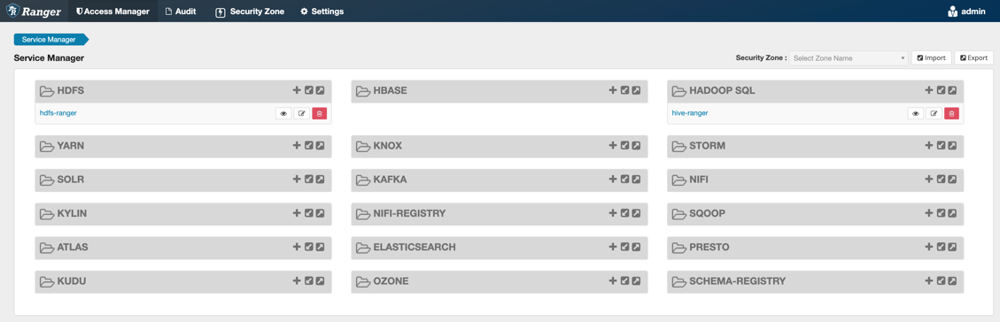 Ranger Access Manager Audit Security Zone Settings admin
Service Manager
Service Manager Security Zone : Select Zone Name Import Export
HDFS HBASE HADOOP SQL
hdfs-ranger hive-ranger
YARN KNOX STORM
SOLR KAFKA NIFI
KYLIN NIFI-REGISTRY SQOOP
ATLAS ELASTICSEARCH PRESTO
KUDU OZONE SCHEMA-REGISTRY